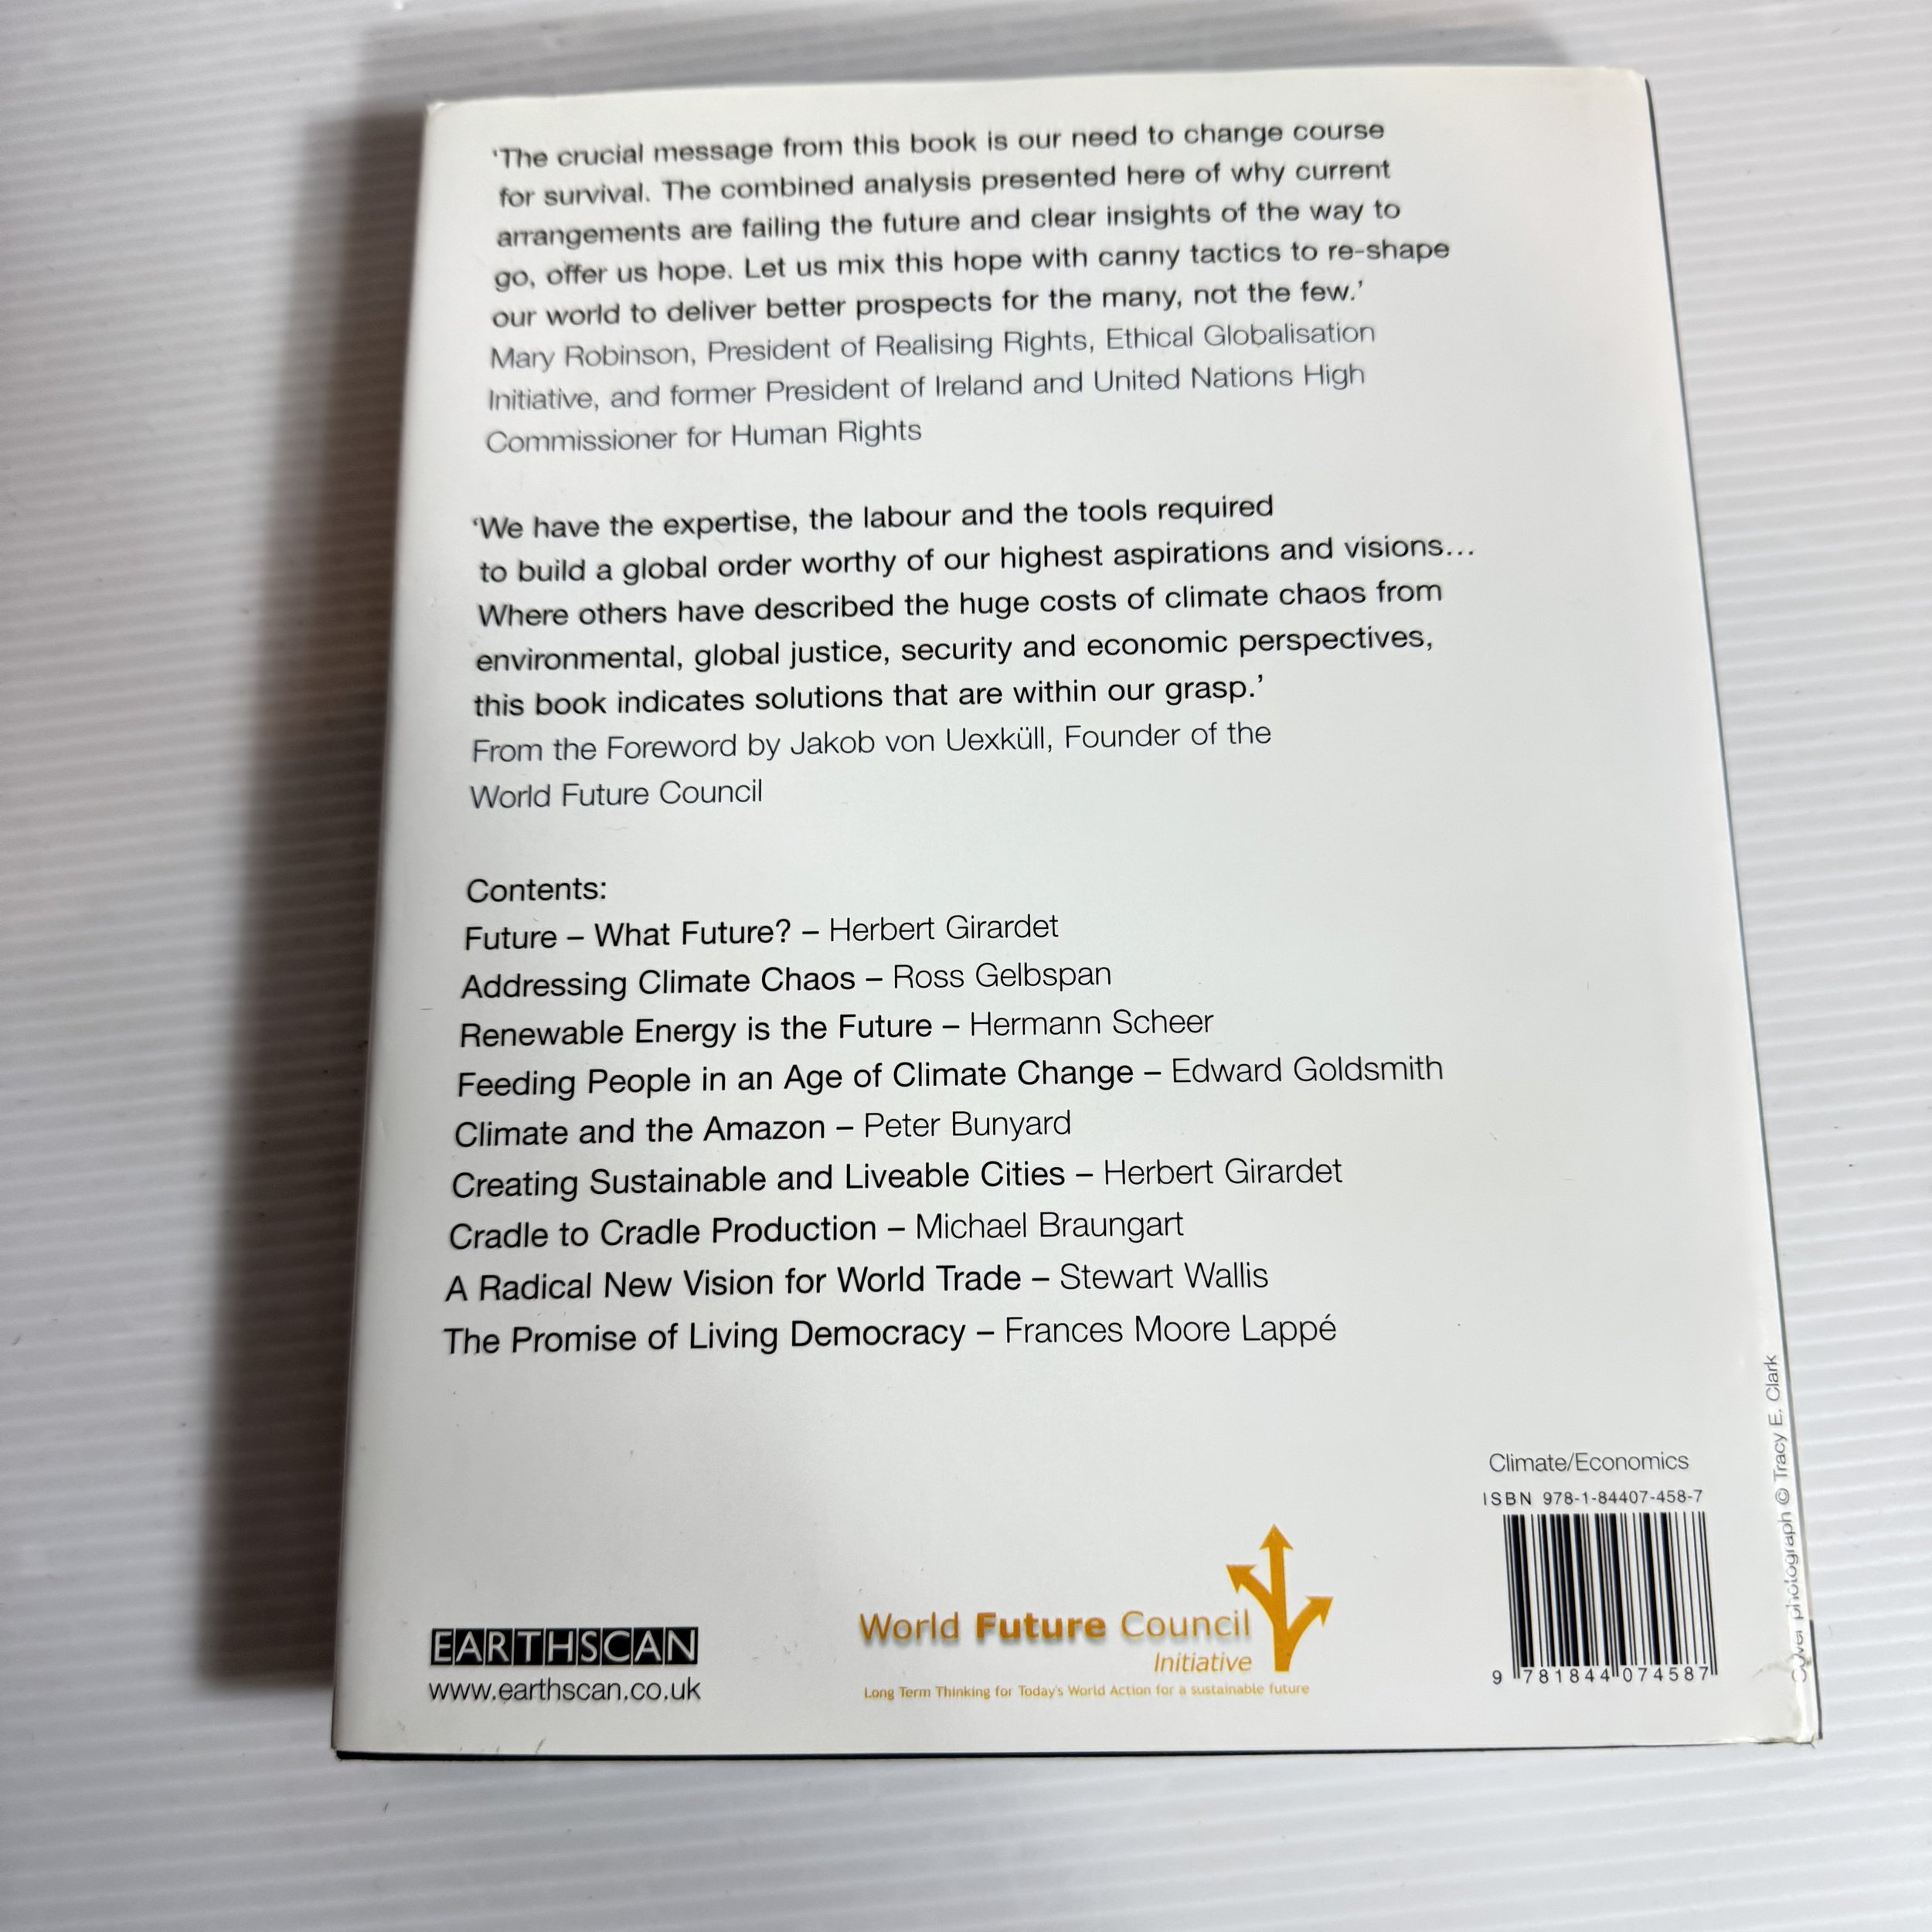 'The crucial message from this book is our need to change course
for survival. The combined analysis presented here of why current
arrangements are failing the future and clear insights of the way to
go, offer us hope. Let us mix this hope with canny tactics to re-shape
our world to deliver better prospects for the many, not the few.'
Mary Robinson, President of Realising Rights, Ethical Globalisation
Initiative, and former President of Ireland and United Nations High
Commissioner for Human Rights
'We have the expertise, the labour and the tools required
to build a global order worthy of our highest aspirations and visions...
Where others have described the huge costs of climate chaos from
environmental, global justice, security and economic perspectives,
this book indicates solutions that are within our grasp.'
From the Foreword by Jakob von Uexküll, Founder of the
World Future Council
Contents:
Future – What Future? – Herbert Girardet
Addressing Climate Chaos – Ross Gelbspan
Renewable Energy is the Future – Hermann Scheer
Feeding People in an Age of Climate Change – Edward Goldsmith
Climate and the Amazon – Peter Bunyard
Creating Sustainable and Liveable Cities – Herbert Girardet
Cradle to Cradle Production – Michael Braungart
A Radical New Vision for World Trade – Stewart Wallis
The Promise of Living Democracy – Frances Moore Lappé
EARTHSCAN
www.earthscan.co.uk
World Future Council
Initiative
Long Term Thinking for Today's World Action for a sustainable future
Climate/Economics
ISBN 978-1-84407-458-7
9 781844 074587
Cover photograph © Tracy E. Clark